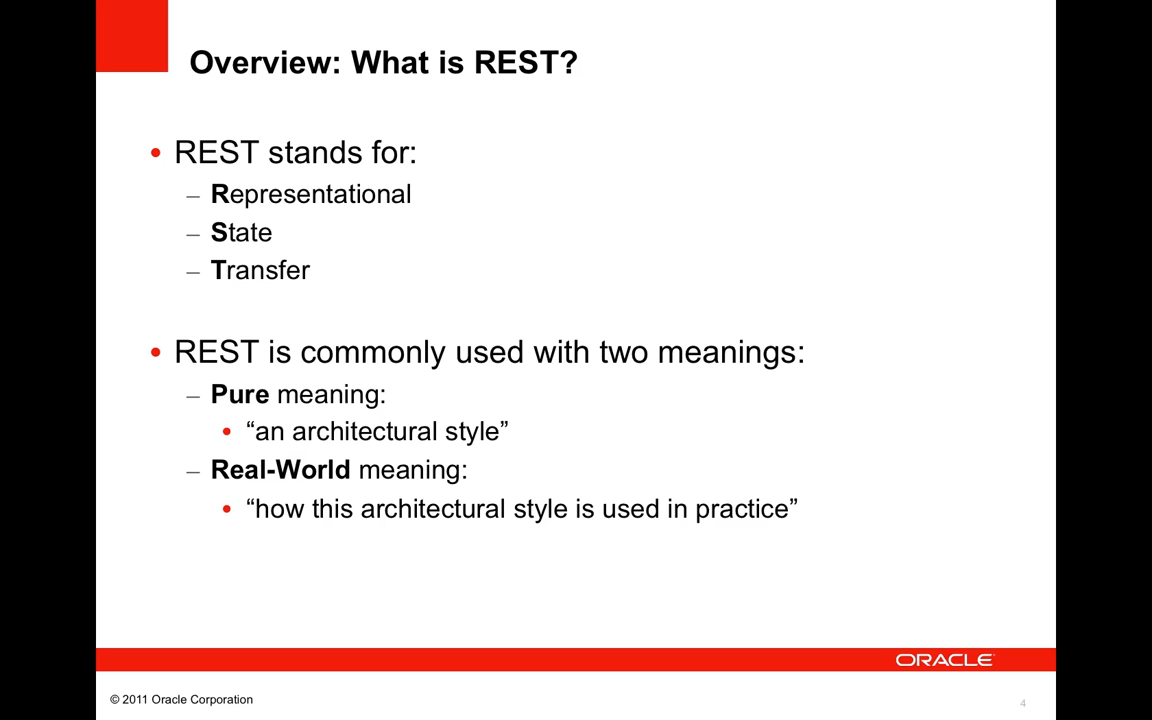 Overview: What is REST?
• REST stands for:
– Representational
– State
– Transfer
• REST is commonly used with two meanings:
– Pure meaning:
• “an architectural style”
– Real-World meaning:
• “how this architectural style is used in practice”
ORACLE
© 2011 Oracle Corporation
4